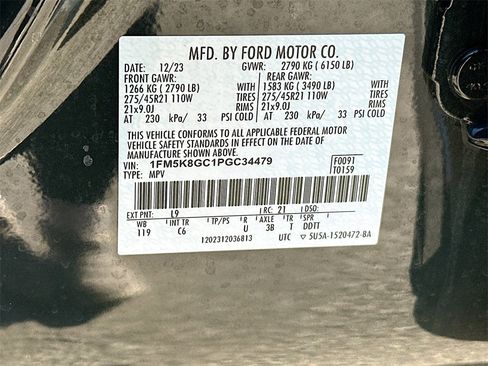 MFD. BY FORD MOTOR CO.
DATE: 12/23 GVWR: 2790 KG ( 6150 LB)
FRONT GAWR: REAR GAWR:
1266 KG ( 2790 LB) WITH 1583 KG ( 3490 LB) WITH
275/45R21 110W TIRES 275/45R21 110W TIRES
21x9.0J RIMS 21x9.0J RIMS
AT 230 kPa/ 33 PSI COLD AT 230 kPa/ 33 PSI COLD
THIS VEHICLE CONFORMS TO ALL APPLICABLE FEDERAL MOTOR
VEHICLE SAFETY AND THEFT PREVENTION STANDARDS IN EFFECT ON
THE DATE OF MANUFACTURE SHOWN ABOVE.
VIN: 1FM5K8GC1PGC34479 F0091
TYPE: MPV T0159
EXT PNT: L9 RC: 21 DSO:
WB INT TR TP/PS R AXLE TR SPR
119 C6 U 3B T DDTT
1202312036813 UTC 5U5A-1520472-BA